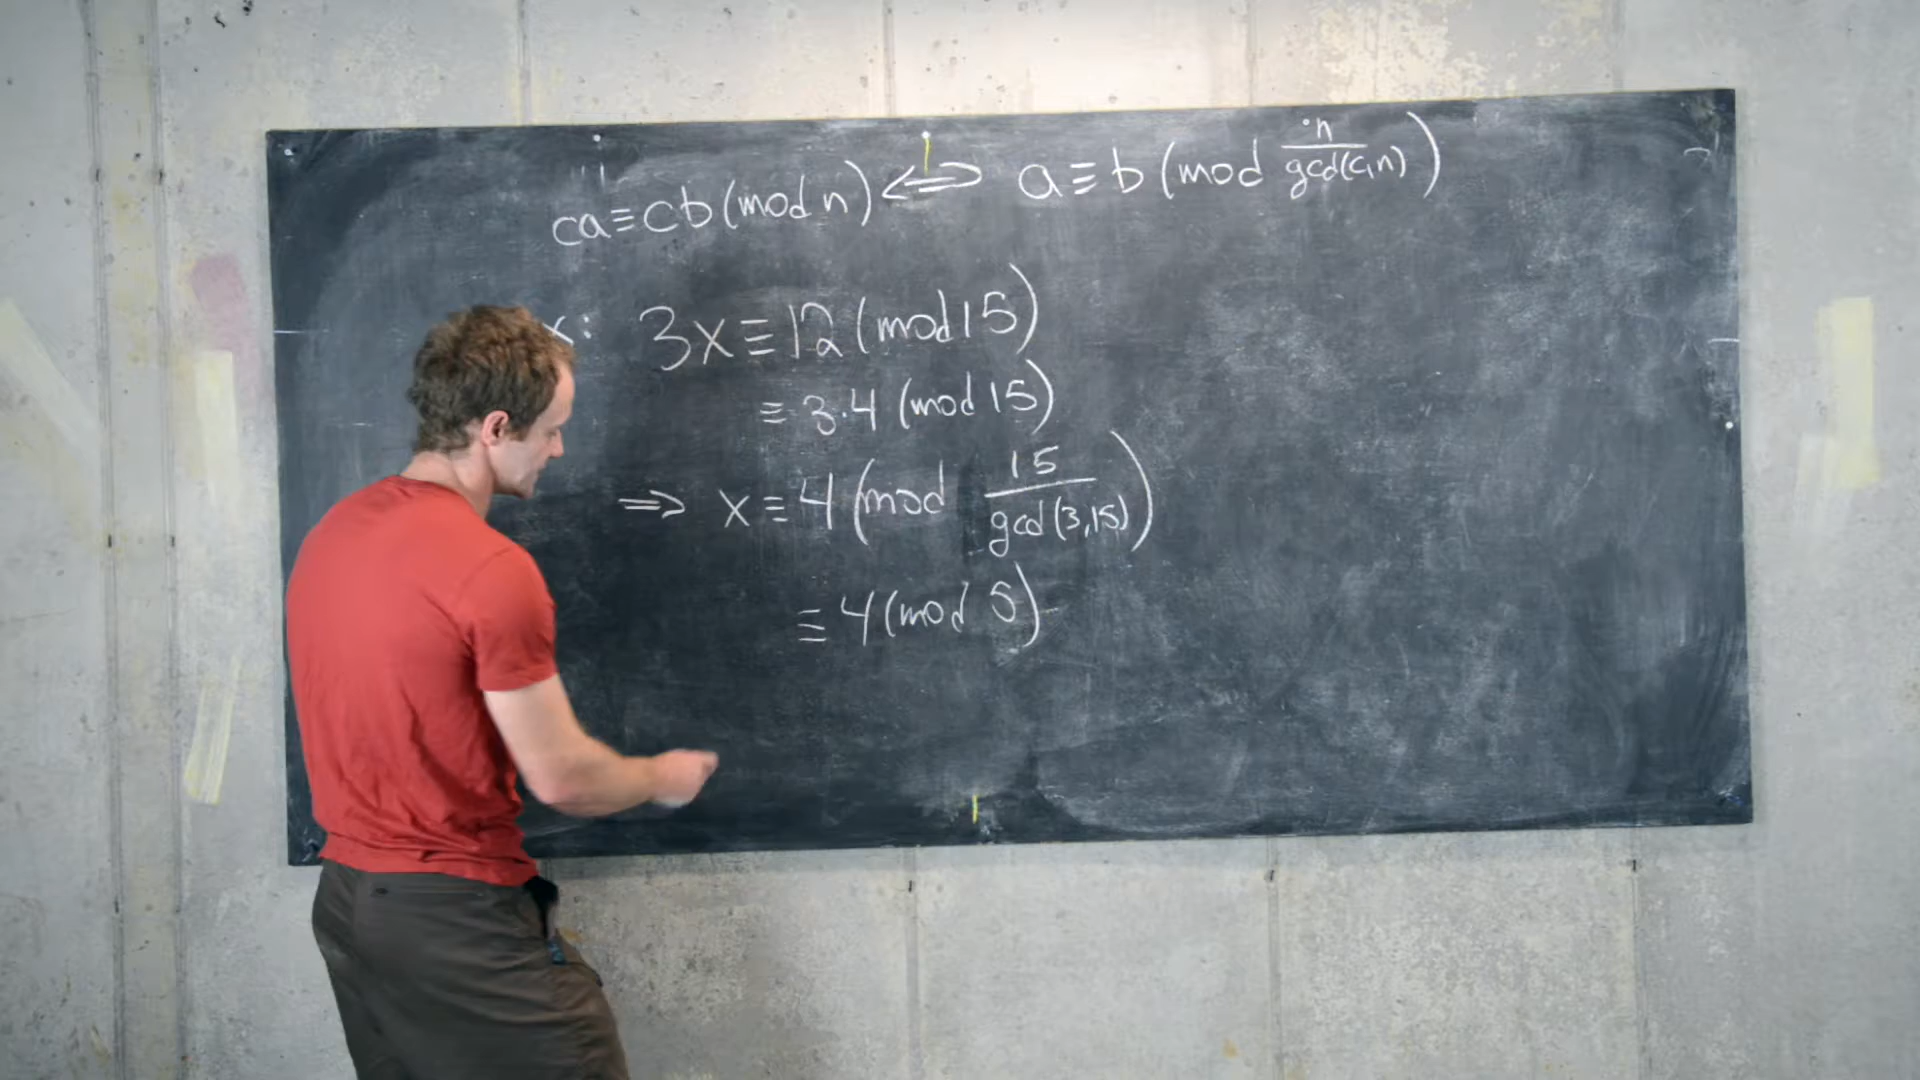 ca≡cb(mod n) ⟺ a≡b (mod n/gcd(c,n))
x: 3x≡12(mod 15)
≡ 3·4 (mod 15)
⟹ x≡4(mod 15/gcd(3,15))
≡4(mod 5)